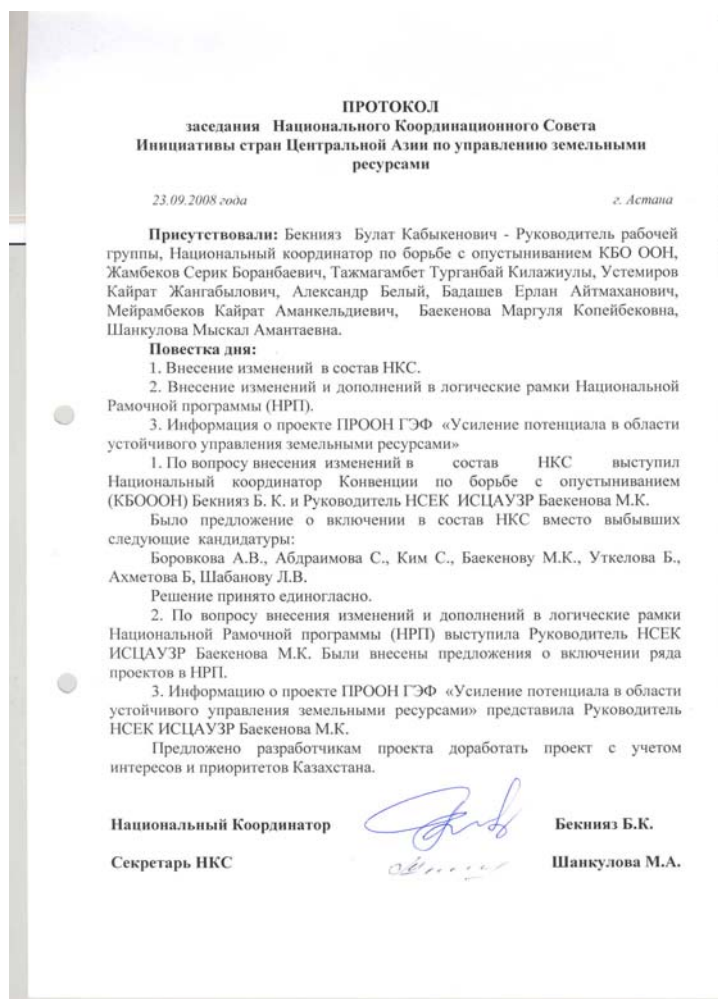 ПРОТОКОЛ
заседания Национального Координационного Совета
Инициативы стран Центральной Азии по управлению земельными
ресурсами
23.09.2008 года г. Астана
Присутствовали: Бекнияз Булат Кабыкенович - Руководитель рабочей
группы, Национальный координатор по борьбе с опустыниванием КБО ООН,
Жамбеков Серик Боранбаевич, Тажмагамбет Турганбай Килажиулы, Устемиров
Кайрат Жангабылович, Александр Белый, Бадашев Ерлан Айтмаханович,
Мейрамбеков Кайрат Аманкельдиевич, Баекенова Маргуля Копейбековна,
Шанкулова Мыскал Амантаевна.
Повестка дня:
1. Внесение изменений в состав НКС.
2. Внесение изменений и дополнений в логические рамки Национальной
Рамочной программы (НРП).
3. Информация о проекте ПРООН ГЭФ «Усиление потенциала в области
устойчивого управления земельными ресурсами»
1. По вопросу внесения изменений в состав НКС выступил
Национальный координатор Конвенции по борьбе с опустыниванием
(КБОООН) Бекнияз Б. К. и Руководитель НСЕК ИСЦАУЗР Баекенова М.К.
Было предложение о включении в состав НКС вместо выбывших
следующие кандидатуры:
Боровкова А.В., Абдраимова С., Ким С., Баекенову М.К., Уткелова Б.,
Ахметова Б, Шабанову Л.В.
Решение принято единогласно.
2. По вопросу внесения изменений и дополнений в логические рамки
Национальной Рамочной программы (НРП) выступила Руководитель НСЕК
ИСЦАУЗР Баекенова М.К. Были внесены предложения о включении ряда
проектов в НРП.
3. Информацию о проекте ПРООН ГЭФ «Усиление потенциала в области
устойчивого управления земельными ресурсами» представила Руководитель
НСЕК ИСЦАУЗР Баекенова М.К.
Предложено разработчикам проекта доработать проект с учетом
интересов и приоритетов Казахстана.
Национальный Координатор Бекнияз Б.К.
Секретарь НКС Шанкулова М.А.